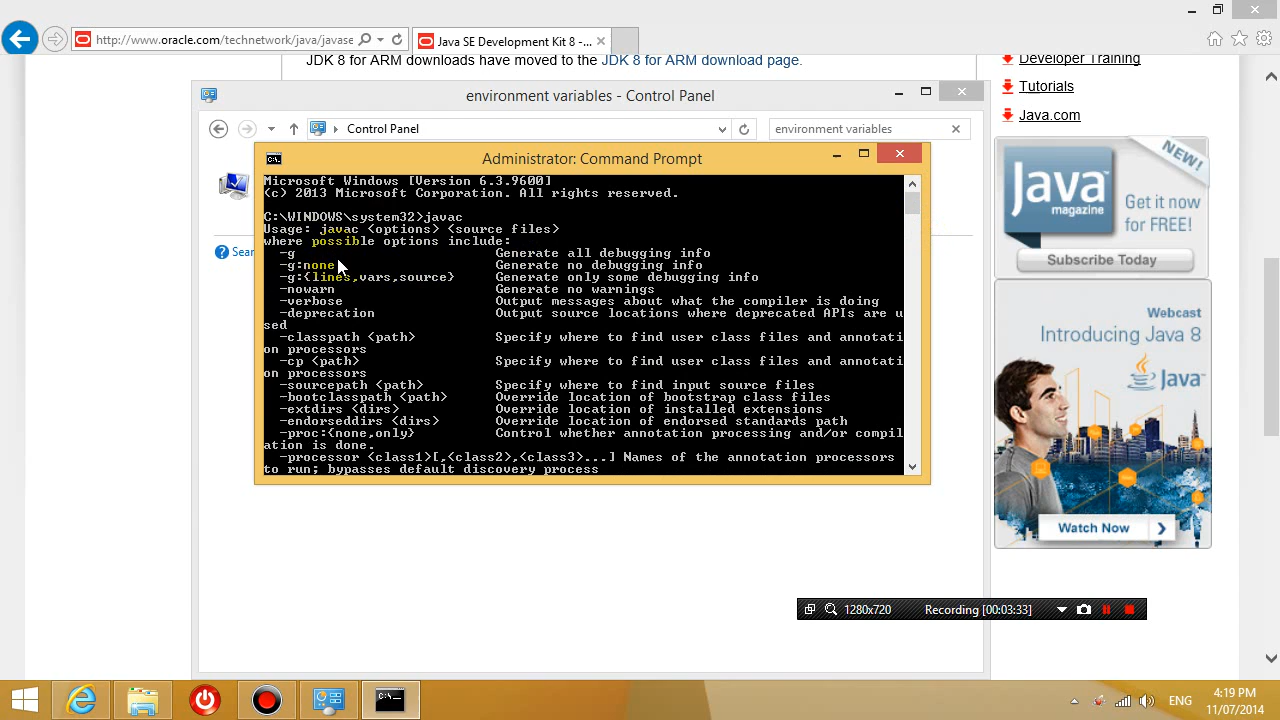 http://www.oracle.com/technetwork/java/javase
Java SE Development Kit 8 -...
JDK 8 for ARM downloads have moved to the JDK 8 for ARM download page.
Developer Training
Tutorials
Java.com
environment variables - Control Panel
Control Panel
environment variables
Sear
Administrator: Command Prompt
Microsoft Windows [Version 6.3.9600]
(c) 2013 Microsoft Corporation. All rights reserved.
C:\WINDOWS\system32>javac
Usage: javac <options> <source files>
where possible options include:
-g Generate all debugging info
-g:none Generate no debugging info
-g:{lines,vars,source} Generate only some debugging info
-nowarn Generate no warnings
-verbose Output messages about what the compiler is doing
-deprecation Output source locations where deprecated APIs are u
sed
-classpath <path> Specify where to find user class files and annotati
on processors
-cp <path> Specify where to find user class files and annotati
on processors
-sourcepath <path> Specify where to find input source files
-bootclasspath <path> Override location of bootstrap class files
-extdirs <dirs> Override location of installed extensions
-endorseddirs <dirs> Override location of endorsed standards path
-proc:{none,only} Control whether annotation processing and/or compil
ation is done.
-processor <class1>[,<class2>,<class3>...] Names of the annotation processors
to run; bypasses default discovery process
NEW!
Java
magazine
Get it now
for FREE!
Subscribe Today
Webcast
Introducing Java 8
Java
Watch Now
1280x720
Recording [00:03:33]
C:\_
ENG
4:19 PM
11/07/2014